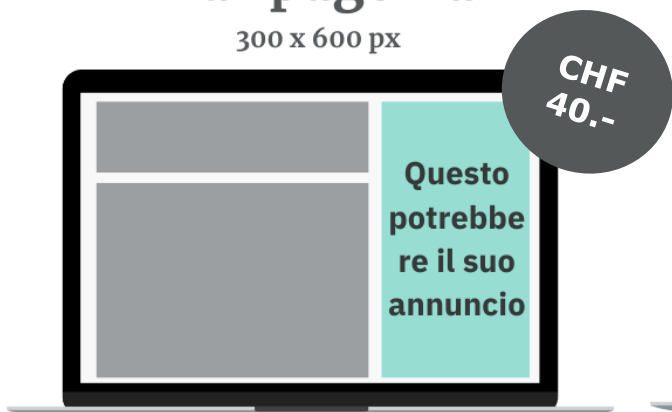 300 x 600 px
CHF
40.-
Questo
potrebbe
re il suo
annuncio